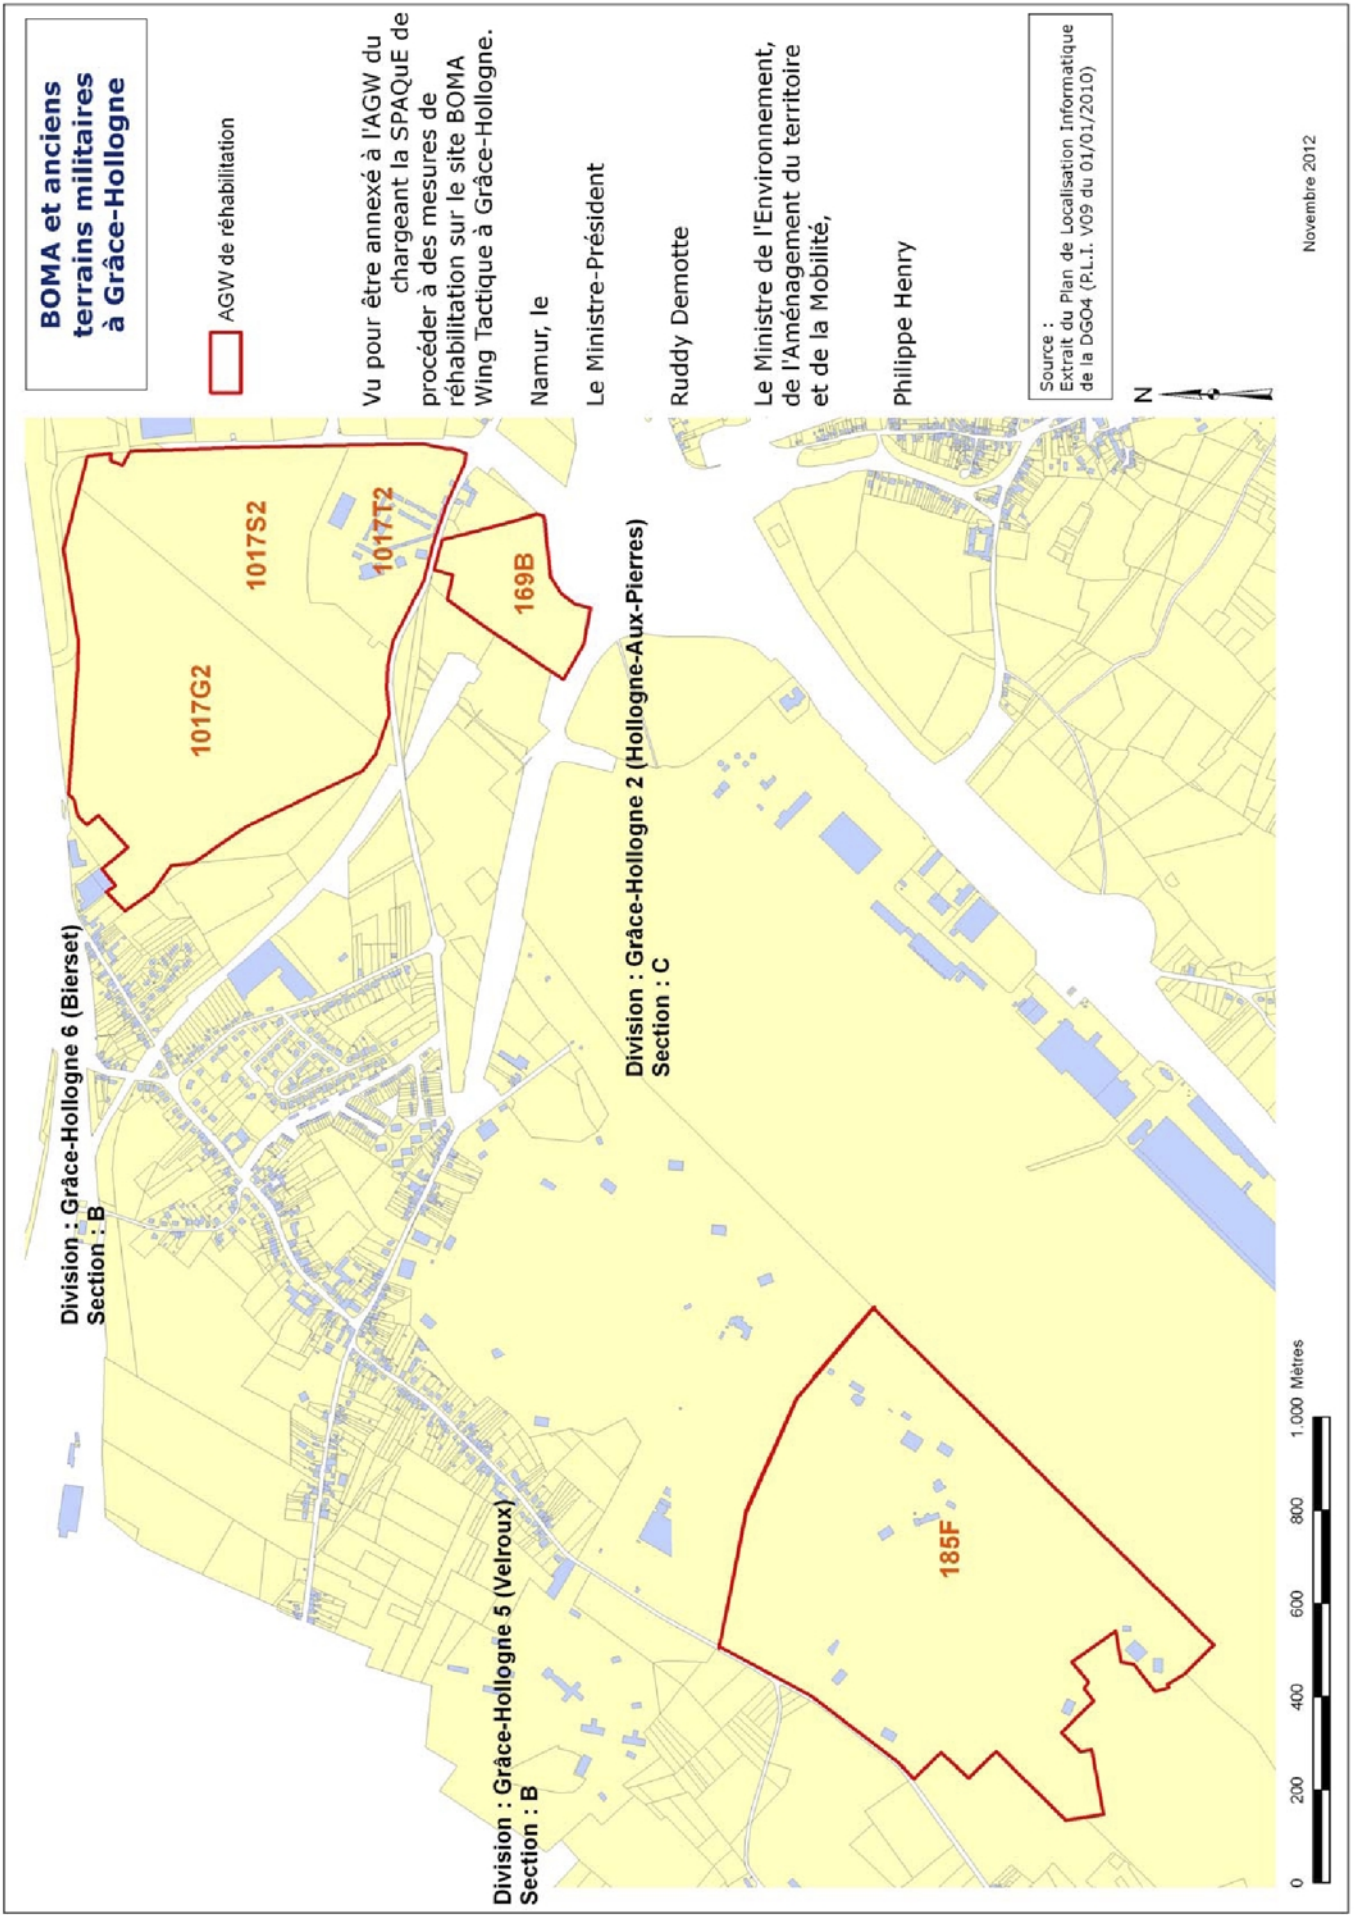 BOMA et anciens
terrains militaires
à Grâce-Hollogne
AGW de réhabilitation
Vu pour être annexé à l'AGW du
chargeant la SPAQuE de
procéder à des mesures de
réhabilitation sur le site BOMA
Wing Tactique à Grâce-Hollogne.
Namur, le
Le Ministre-Président
Ruddy Demotte
Le Ministre de l'Environnement,
de l'Aménagement du territoire
et de la Mobilité,
Philippe Henry
Source :
Extrait du Plan de Localisation Informatique
de la DGO4 (P.L.I. V09 du 01/01/2010)
N
Novembre 2012
Division : Grâce-Hollogne 6 (Bierset)
Section : B
1017G2
1017S2
1017T2
169B
Division : Grâce-Hollogne 2 (Hollogne-Aux-Pierres)
Section : C
Division : Grâce-Hollogne 5 (Velroux)
Section : B
185F
0 200 400 600 800 1.000 Mètres